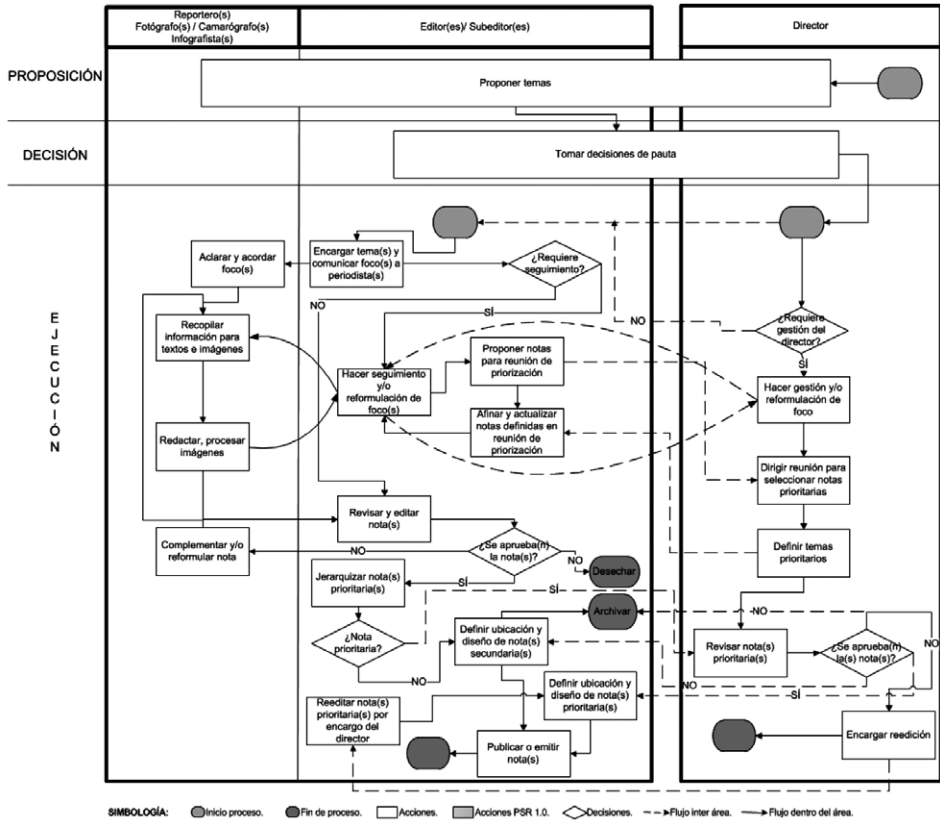 Reportero(s)
Fotógrafo(s) / Camarógrafo(s)
Infografista(s)
Editor(es)/ Subeditor(es)
Director
PROPOSICIÓN
Proponer temas
DECISIÓN
Tomar decisiones de pauta
EJECUCIÓN
Aclarar y acordar
foco(s)
Encargar tema(s) y
comunicar foco(s) a
periodista(s)
¿Requiere
seguimiento?
NO
SÍ
NO
¿Requiere
gestión del
director?
SÍ
Recopilar
información para
textos e imágenes
Proponer notas
para reunión de
priorización
Hacer seguimiento
y/o
reformulación de
foco(s)
Hacer gestión y/o
reformulación de
foco
Afinar y actualizar
notas definidas en
reunión de
priorización
Redactar, procesar
imágenes
Dirigir reunión para
seleccionar notas
prioritarias
Revisar y editar
nota(s)
Complementar y/o
reformular nota
NO
¿Se aprueba(n)
la nota(s)?
NO
Desechar
Definir temas
prioritarios
SÍ
Jerarquizar nota(s)
prioritaria(s)
SÍ
Archivar
NO
¿Nota
prioritaria?
Definir ubicación y
diseño de nota(s)
secundaria(s)
Revisar nota(s)
prioritaria(s)
¿Se aprueba(n)
la(s) nota(s)?
NO
NO
NO
SÍ
Definir ubicación y
diseño de nota(s)
prioritaria(s)
Reeditar nota(s)
prioritaria(s) por
encargo del
director
Publicar o emitir
nota(s)
Encargar reedición
SIMBOLOGÍA: Inicio proceso. Fin de proceso. Acciones. Acciones PSR 1.0. Decisiones. Flujo inter área. Flujo dentro del área.